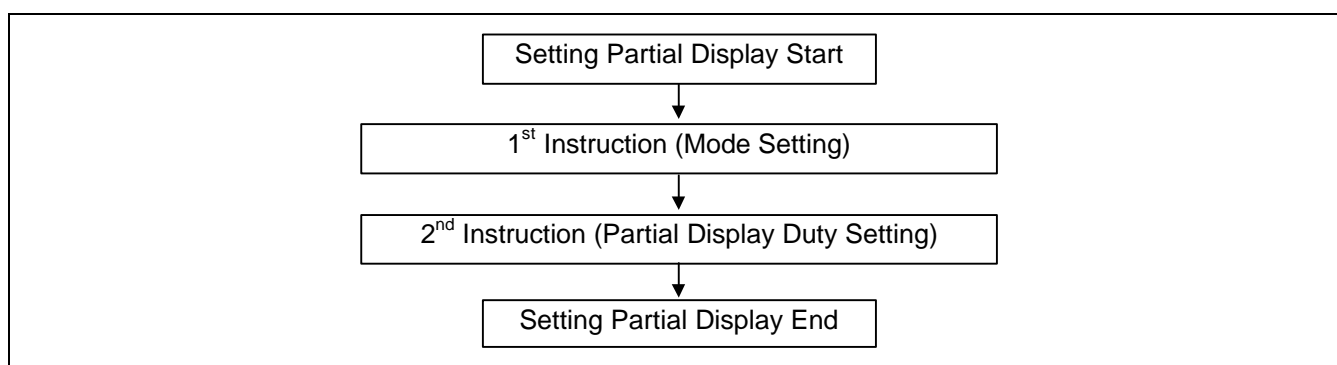 Setting Partial Display Start
1st Instruction (Mode Setting)
2nd Instruction (Partial Display Duty Setting)
Setting Partial Display End